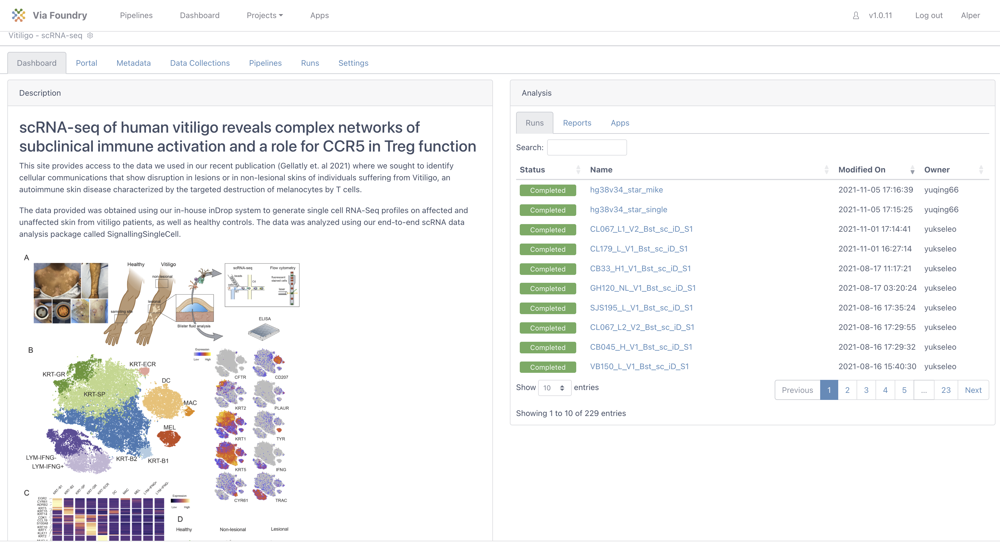 Via Foundry
Pipelines
Dashboard
Projects
Apps
v1.0.11
Log out
Alper
Vitiligo - scRNA-seq
Dashboard
Portal
Metadata
Data Collections
Pipelines
Runs
Settings
Description
scRNA-seq of human vitiligo reveals complex networks of
subclinical immune activation and a role for CCR5 in Treg function
This site provides access to the data we used in our recent publication (Gellatly et. al 2021) where we sought to identify
cellular communications that show disruption in lesions or in non-lesional skins of individuals suffering from Vitiligo, an
autoimmune skin disease characterized by the targeted destruction of melanocytes by T cells.
The data provided was obtained using our in-house inDrop system to generate single cell RNA-Seq profiles on affected and
unaffected skin from vitiligo patients, as well as healthy controls. The data was analyzed using our end-to-end scRNA data
analysis package called SignallingSingleCell.
A
Healthy
Vitiligo
non-lesional
lesional
sampling site
Blister fluid analysis
scRNA-seq
beads
cells
Oil
RT
Flow cytometry
fluorescent
stained cells
laser
ELISA
B
KRT-ECR
KRT-GR
DC
KRT-SP
MAC
MEL
LYM-IFNG-
LYM-IFNG+
KRT-B2
KRT-B1
Expression
Low High
CFTR
CD207
KRT2
PLAUR
KRT1
TYR
KRT5
IFNG
CYR61
TRAC
C
KRT-B1
KRT-B2
KRT-SP
KRT-GR
KRT-ECR
DC
MAC
MEL
LYM-IFNG+
LYM-IFNG-
EGR2
CYR61
ADRB2
KRT5
KRT15
KRT14
CDK1
CCL19
S100A8
KRT10
KRT1
KLK11
KRT2
Expression
Low High
D
Healthy
Non-lesional
Lesional
Analysis
Runs
Reports
Apps
Search:
Status Name Modified On Owner
Completed hg38v34_star_mike 2021-11-05 17:16:39 yuqing66
Completed hg38v34_star_single 2021-11-05 17:15:25 yuqing66
Completed CL067_L1_V2_Bst_sc_iD_S1 2021-11-01 17:14:41 yukseleo
Completed CL179_L_V1_Bst_sc_iD_S1 2021-11-01 16:27:14 yukseleo
Completed CB33_H1_V1_Bst_sc_iD_S1 2021-08-17 11:17:21 yukseleo
Completed GH120_NL_V1_Bst_sc_iD_S1 2021-08-17 03:20:24 yukseleo
Completed SJS195_L_V1_Bst_sc_iD_S1 2021-08-16 17:35:24 yukseleo
Completed CL067_L2_V2_Bst_sc_iD_S1 2021-08-16 17:29:55 yukseleo
Completed CB045_H_V1_Bst_sc_iD_S1 2021-08-16 17:29:32 yukseleo
Completed VB150_L_V1_Bst_sc_iD_S1 2021-08-16 15:40:30 yukseleo
Show 10 entries
Previous 1 2 3 4 5 ... 23 Next
Showing 1 to 10 of 229 entries